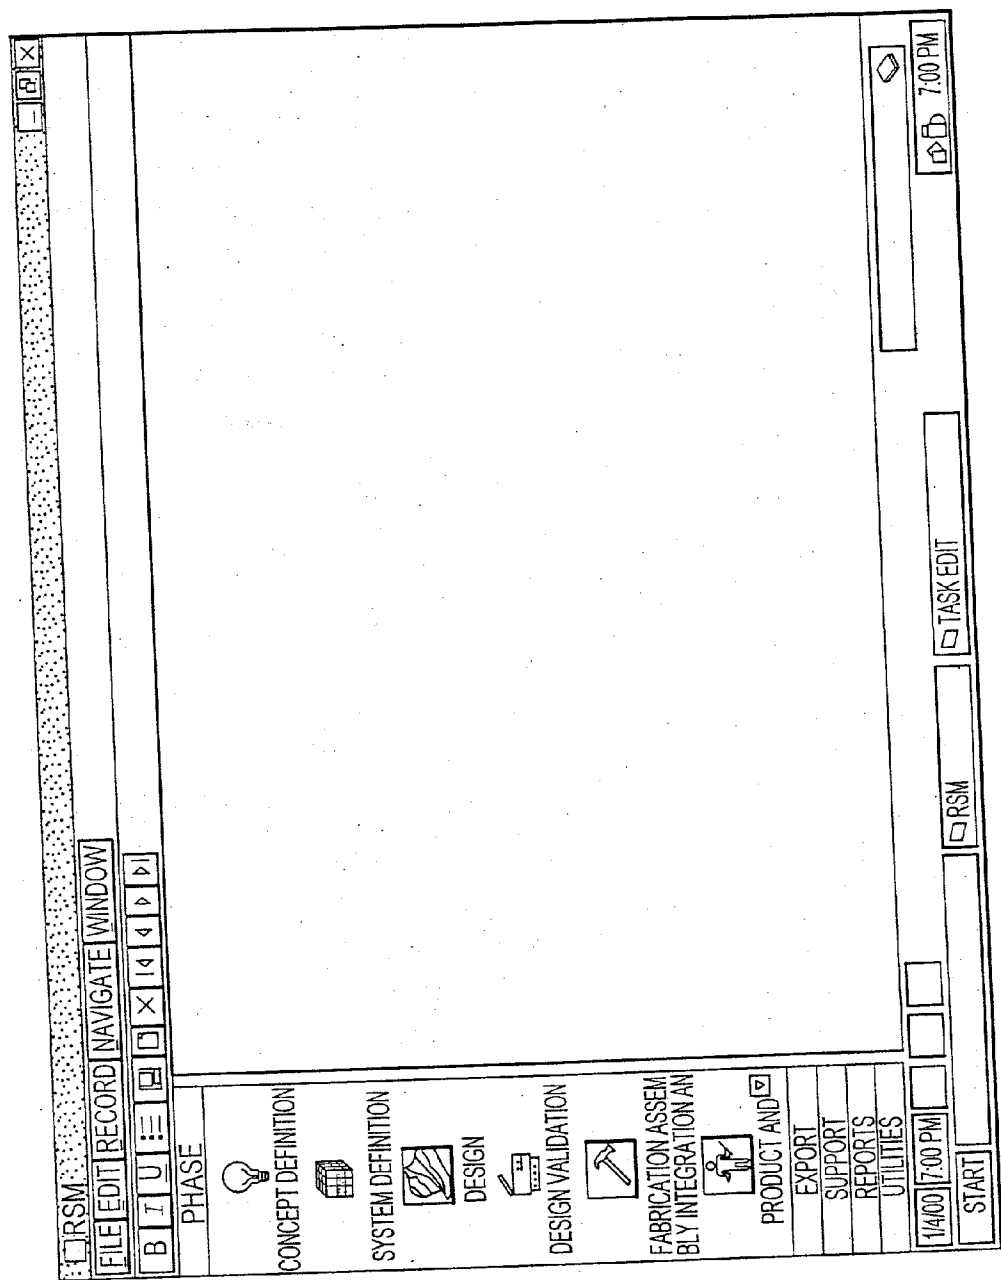 RSM
FILE EDIT RECORD NAVIGATE WINDOW
B I U
PHASE
CONCEPT DEFINITION
SYSTEM DEFINITION
DESIGN
DESIGN VALIDATION
FABRICATION ASSEM
BLY INTEGRATION AN
PRODUCT AND
EXPORT
SUPPORT
REPORTS
UTILITIES
1/4/00 7:00 PM
START RSM TASK EDIT 7:00 PM